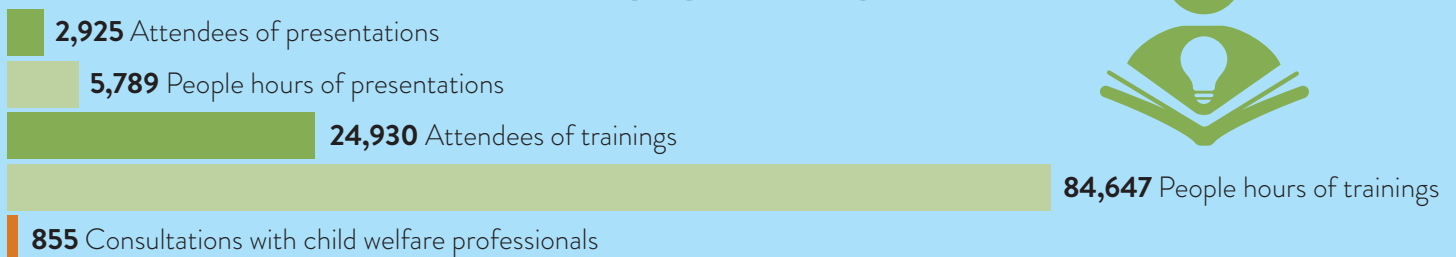 2,925 Attendees of presentations
5,789 People hours of presentations
24,930 Attendees of trainings
84,647 People hours of trainings
855 Consultations with child welfare professionals